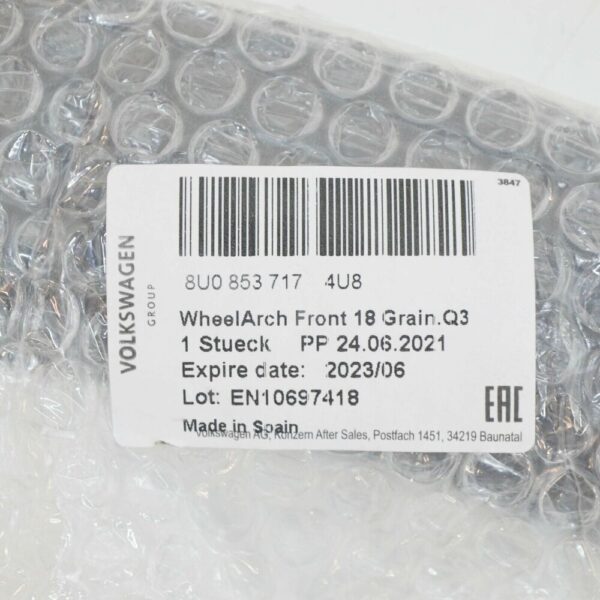 3847
VOLKSWAGEN
GROUP
8U0 853 717 4U8
WheelArch Front 18 Grain.Q3
1 Stueck PP 24.06.2021
Expire date: 2023/06
Lot: EN10697418
EAC
Made in Spain
Volkswagen AG, Konzern After Sales, Postfach 1451, 34219 Baunatal